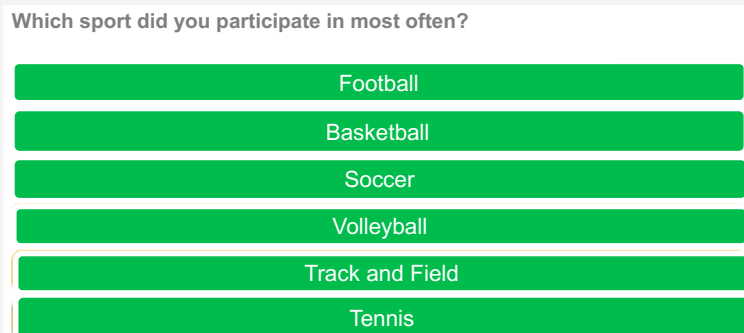 Which sport did you participate in most often?
Football
Basketball
Soccer
Volleyball
Track and Field
Tennis